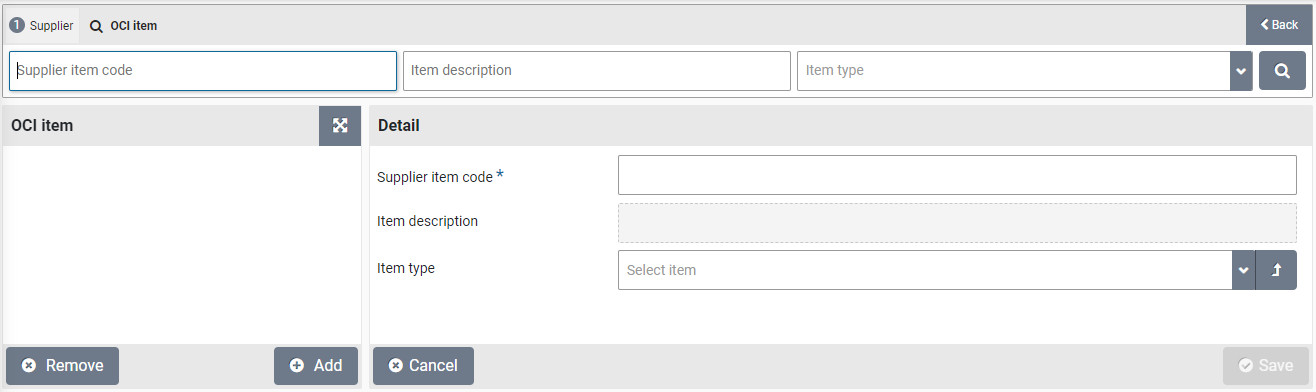 1 Supplier OCI item Back
Supplier item code Item description Item type
OCI item Detail
Supplier item code *
Item description
Item type Select item
Remove Add Cancel Save